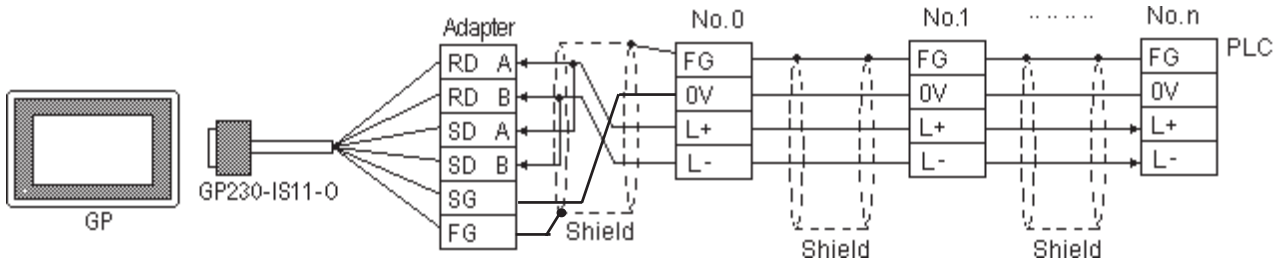 Adapter
RD A
RD B
SD A
SD B
SG
FG
GP
GP230-IS11-O
Shield
No.0
FG
0V
L+
L-
Shield
No.1
FG
0V
L+
L-
Shield
........
No.n
FG
0V
L+
L-
PLC